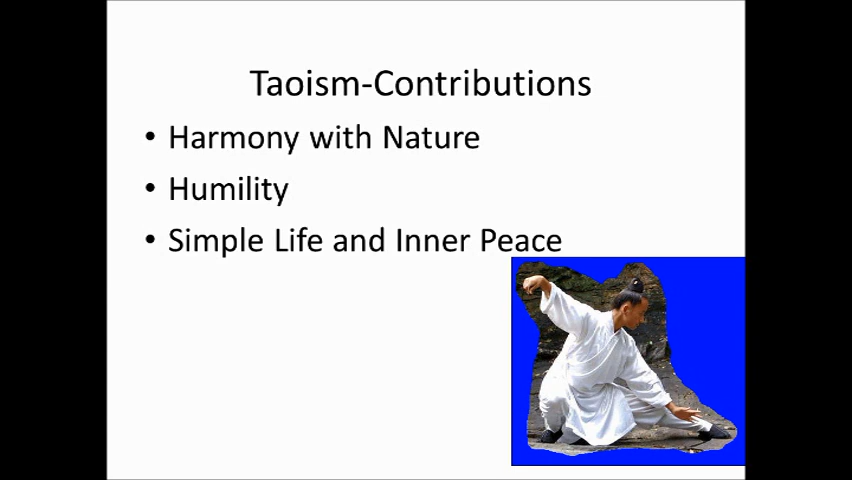 Taoism-Contributions
• Harmony with Nature
• Humility
• Simple Life and Inner Peace